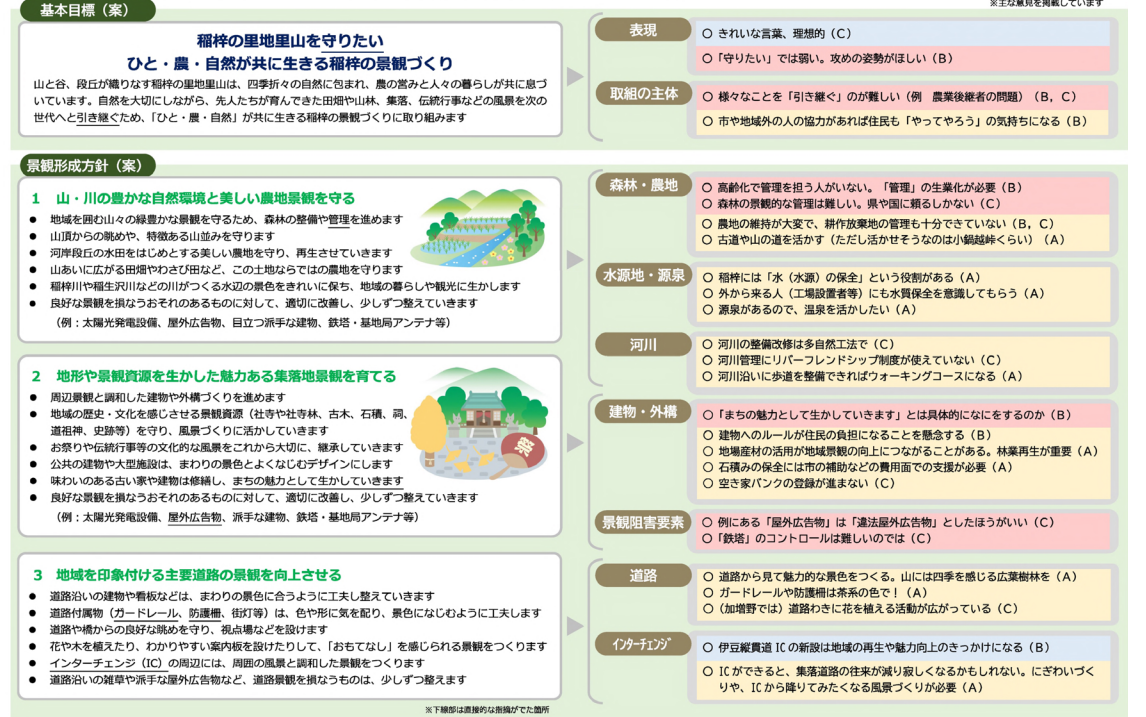 ※主な意見を掲載しています
基本目標（案）
稲梓の里地里山を守りたい
ひと・農・自然が共に生きる稲梓の景観づくり
山と谷、段丘が織りなす稲梓の里地里山は、四季折々の自然に包まれ、農の営みと人々の暮らしが共に息づ
いています。自然を大切にしながら、先人たちが育んできた田畑や山林、集落、伝統行事などの風景を次の
世代へと引き継ぐため、「ひと・農・自然」が共に生きる稲梓の景観づくりに取り組みます
表現
○ きれいな言葉、理想的（C）
○「守りたい」では弱い。攻めの姿勢がほしい（B）
取組の主体
○ 様々なことを「引き継ぐ」のが難しい（例　農業後継者の問題）（B，C）
○ 市や地域外の人の協力があれば住民も「やってやろう」の気持ちになる（B）
景観形成方針（案）
1　山・川の豊かな自然環境と美しい農地景観を守る
● 地域を囲む山々の緑豊かな景観を守るため、森林の整備や管理を進めます
● 山頂からの眺めや、特徴ある山並みを守ります
● 河岸段丘の水田をはじめとする美しい農地を守り、再生させていきます
● 山あいに広がる田畑やわさび田など、この土地ならではの農地を守ります
● 稲梓川や稲生沢川などの川がつくる水辺の景色をきれいに保ち、地域の暮らしや観光に生かします
● 良好な景観を損なうおそれのあるものに対して、適切に改善し、少しずつ整えていきます
（例：太陽光発電設備、屋外広告物、目立つ派手な建物、鉄塔・基地局アンテナ等）
森林・農地
○ 高齢化で管理を担う人がいない。「管理」の生業化が必要（B）
○ 森林の景観的な管理は難しい。県や国に頼るしかない（C）
○ 農地の維持が大変で、耕作放棄地の管理も十分できていない（B，C）
○ 古道や山の道を活かす（ただし活かせそうなのは小鍋越峠くらい）（A）
水源地・源泉
○ 稲梓には「水（水源）の保全」という役割がある（A）
○ 外から来る人（工場設置者等）にも水質保全を意識してもらう（A）
○ 源泉があるので、温泉を活かしたい（A）
河川
○ 河川の整備改修は多自然工法で（C）
○ 河川管理にリバーフレンドシップ制度が使えていない（C）
○ 河川沿いに歩道を整備できればウォーキングコースになる（A）
2　地形や景観資源を生かした魅力ある集落地景観を育てる
● 周辺景観と調和した建物や外構づくりを進めます
● 地域の歴史・文化を感じさせる景観資源（社寺や社寺林、古木、石積、祠、
道祖神、史跡等）を守り、風景づくりに活かしていきます
● お祭りや伝統行事等の文化的な風景をこれから大切に、継承していきます
● 公共の建物や大型施設は、まわりの景色とよくなじむデザインにします
● 味わいのある古い家や建物は修繕し、まちの魅力として生かしていきます
● 良好な景観を損なうおそれのあるものに対して、適切に改善し、少しずつ整えていきます
（例：太陽光発電設備、屋外広告物、派手な建物、鉄塔・基地局アンテナ等）
祭
建物・外構
○「まちの魅力として生かしていきます」とは具体的になにをするのか（B）
○ 建物へのルールが住民の負担になることを懸念する（B）
○ 地場産材の活用が地域景観の向上につながることがある。林業再生が重要（A）
○ 石積みの保全には市の補助などの費用面での支援が必要（A）
○ 空き家バンクの登録が進まない（C）
景観阻害要素
○ 例にある「屋外広告物」は「違法屋外広告物」としたほうがいい（C）
○「鉄塔」のコントロールは難しいのでは（C）
3　地域を印象付ける主要道路の景観を向上させる
● 道路沿いの建物や看板などは、まわりの景色に合うように工夫し整えていきます
● 道路付属物（ガードレール、防護柵、街灯等）は、色や形に気を配り、景色になじむように工夫します
● 道路や橋からの良好な眺めを守り、視点場などを設けます
● 花や木を植えたり、わかりやすい案内板を設けたりして、「おもてなし」を感じられる景観をつくります
● インターチェンジ（IC）の周辺には、周囲の風景と調和した景観をつくります
● 道路沿いの雑草や派手な屋外広告物など、道路景観を損なうものは、少しずつ整えます
道路
○ 道路から見て魅力的な景色をつくる。山には四季を感じる広葉樹林を（A）
○ ガードレールや防護柵は茶系の色で！（A）
○（加増野では）道路わきに花を植える活動が広がっている（C）
インターチェンジ
○ 伊豆縦貫道 IC の新設は地域の再生や魅力向上のきっかけになる（B）
○ IC ができると、集落道路の往来が減り寂しくなるかもしれない。にぎわいづく
りや、IC から降りてみたくなる風景づくりが必要（A）
※下線部は直接的な指摘がでた箇所